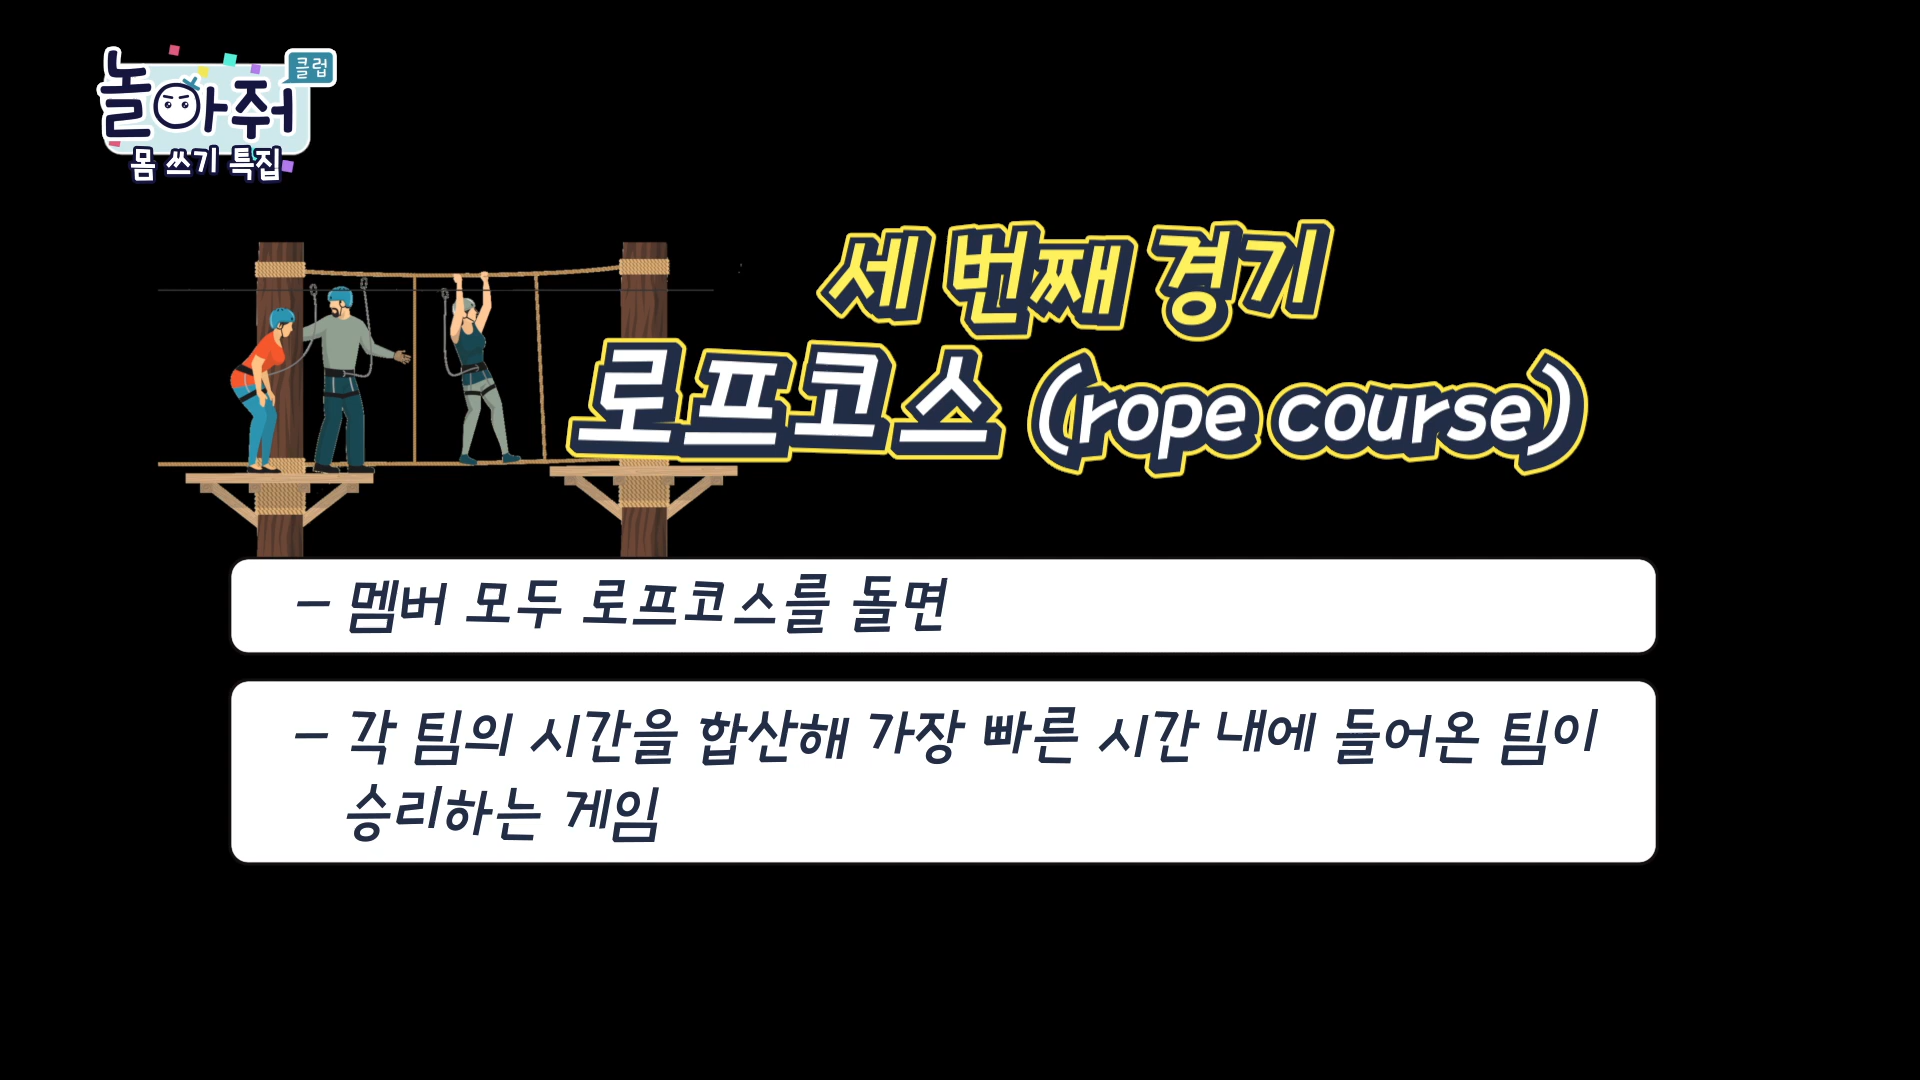 놀아줘
클럽
몸 쓰기 특집
세 번째 경기
로프코스 (rope course)
- 멤버 모두 로프코스를 돌면
- 각 팀의 시간을 합산해 가장 빠른 시간 내에 들어온 팀이
승리하는 게임